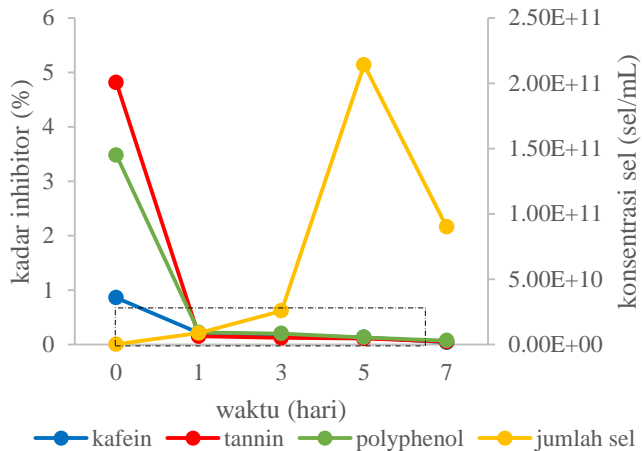 kadar inhibitor (%)
6
5
4
3
2
1
0
2.50E+11
2.00E+11
1.50E+11
1.00E+11
5.00E+10
0.00E+00
konsentrasi sel (sel/mL)
0 1 3 5 7
waktu (hari)
kafein tannin polyphenol jumlah sel